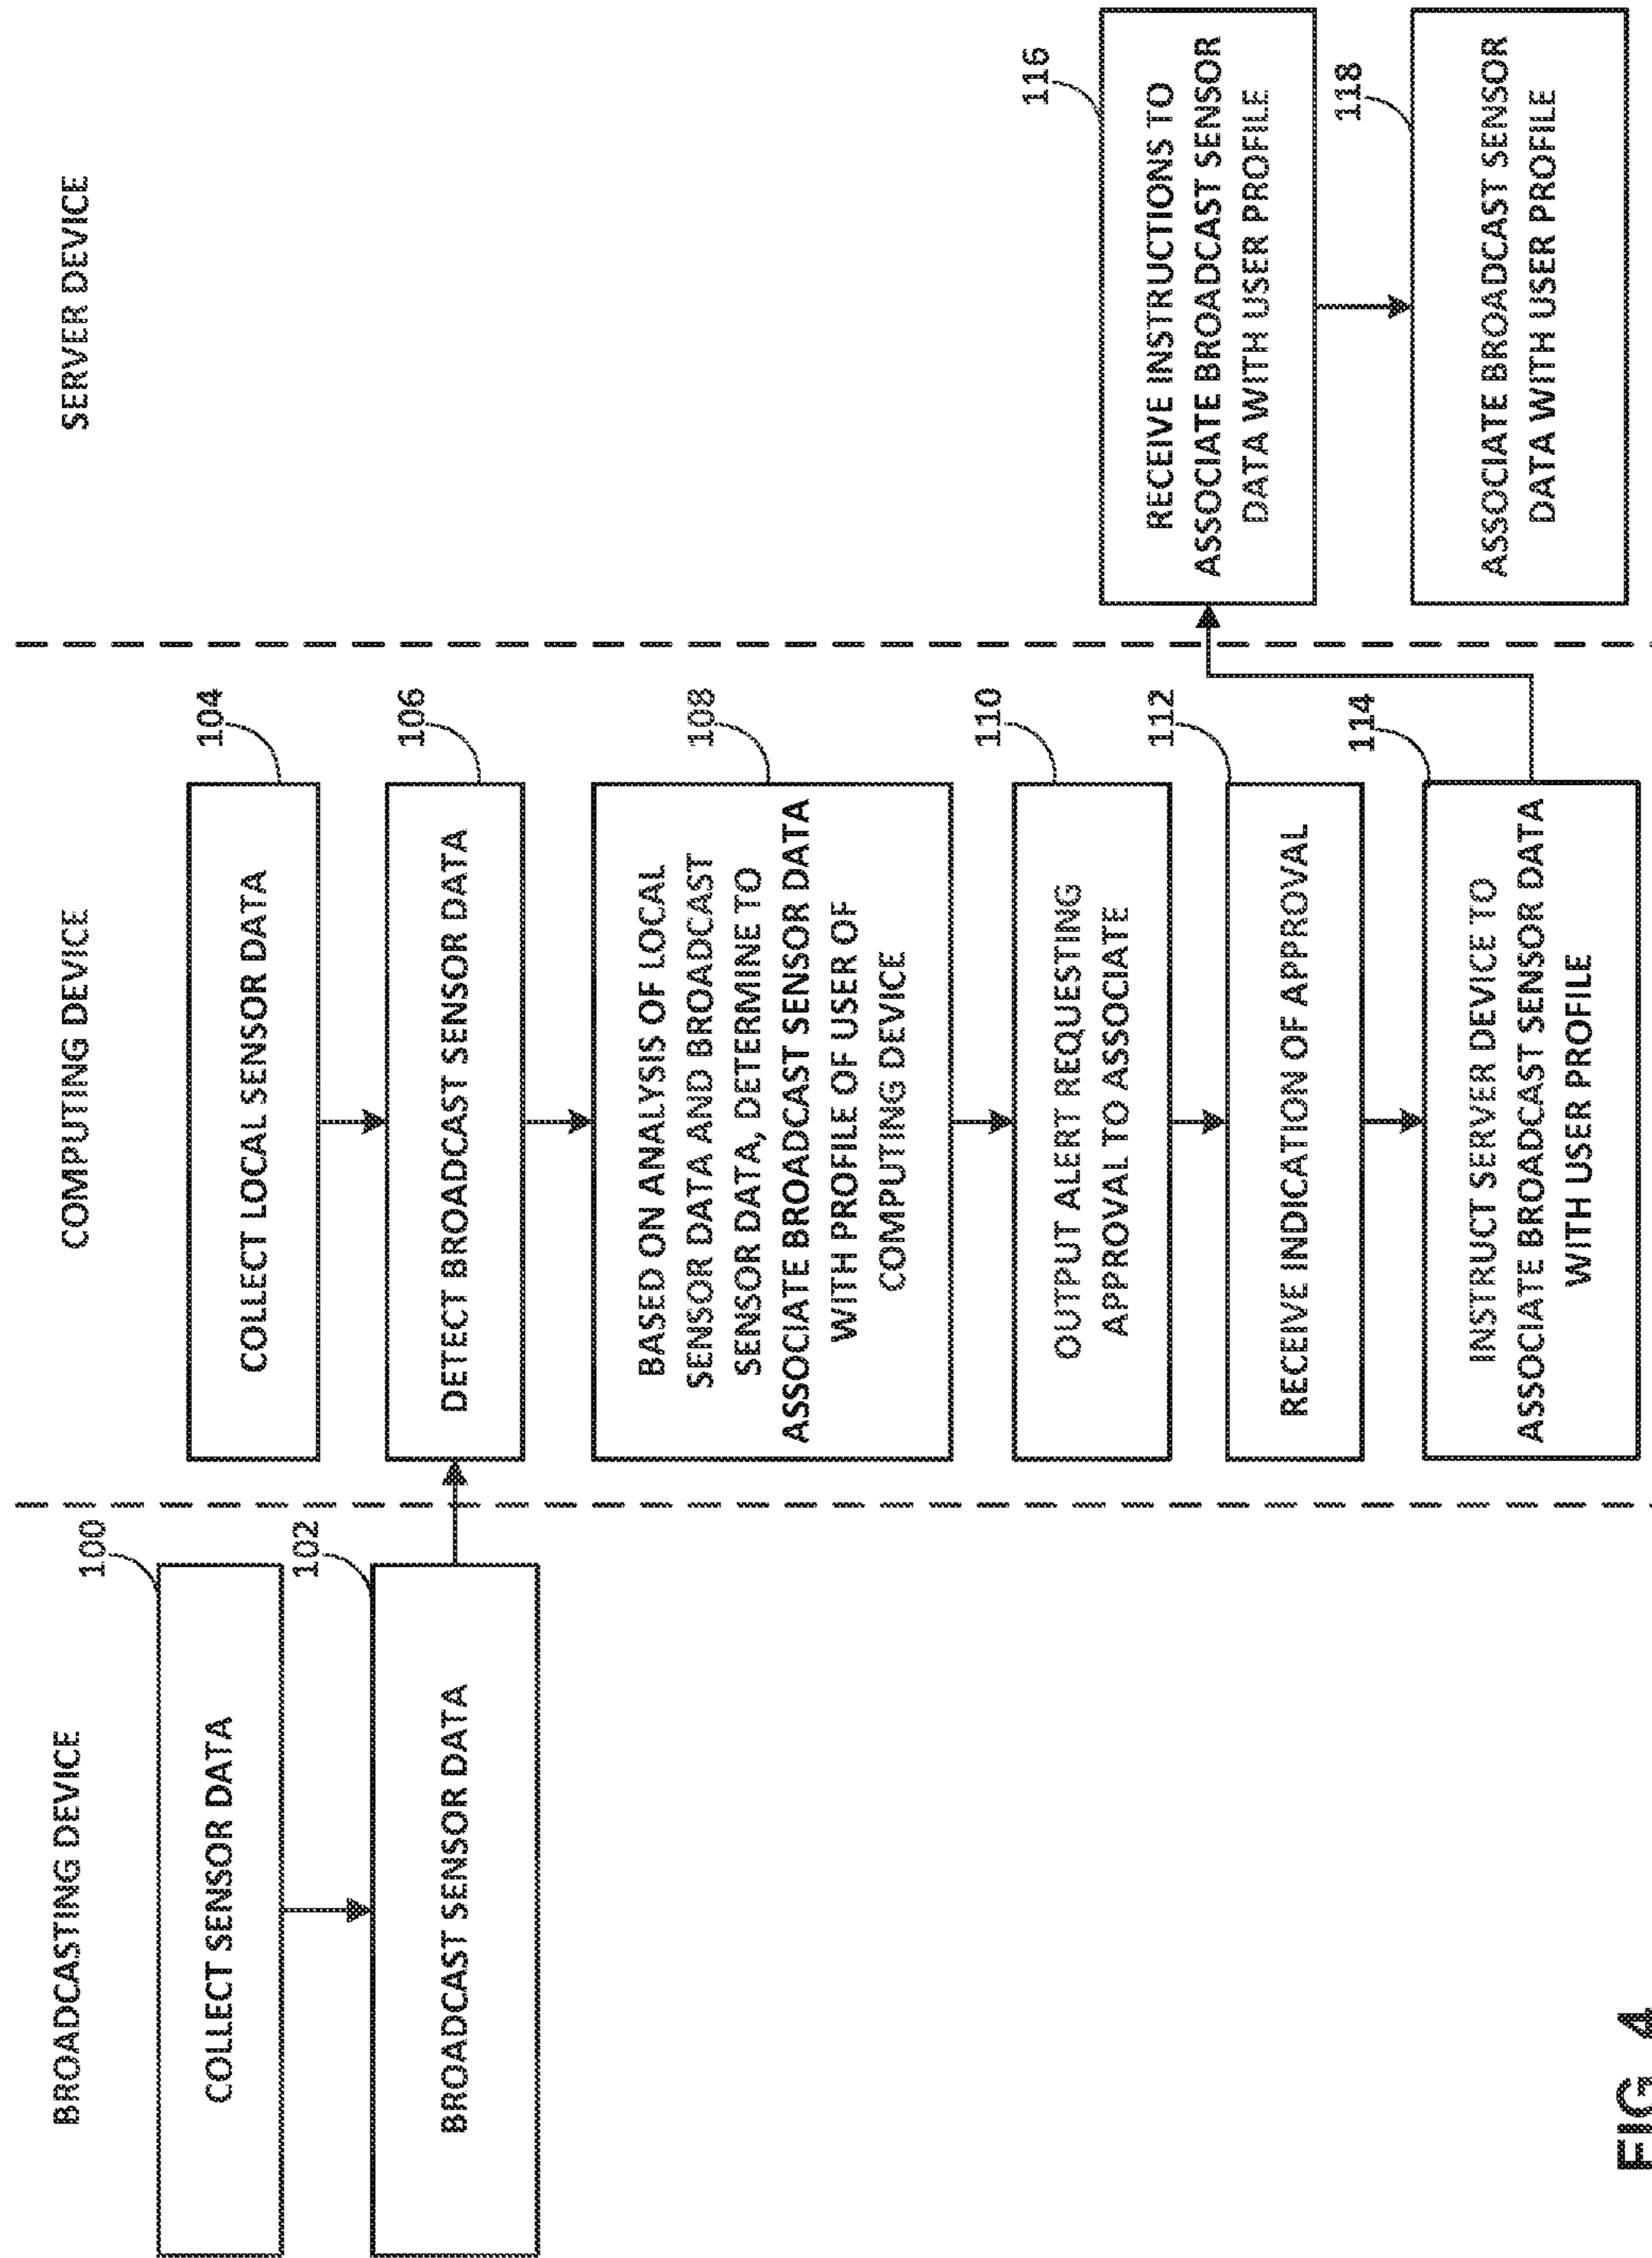 BROADCASTING DEVICE
100
COLLECT SENSOR DATA
102
BROADCAST SENSOR DATA
COMPUTING DEVICE
104
COLLECT LOCAL SENSOR DATA
106
DETECT BROADCAST SENSOR DATA
108
BASED ON ANALYSIS OF LOCAL
SENSOR DATA AND BROADCAST
SENSOR DATA, DETERMINE TO
ASSOCIATE BROADCAST SENSOR DATA
WITH PROFILE OF USER OF
COMPUTING DEVICE
110
OUTPUT ALERT REQUESTING
APPROVAL TO ASSOCIATE
112
RECEIVE INDICATION OF APPROVAL
114
INSTRUCT SERVER DEVICE TO
ASSOCIATE BROADCAST SENSOR DATA
WITH USER PROFILE
SERVER DEVICE
116
RECEIVE INSTRUCTIONS TO
ASSOCIATE BROADCAST SENSOR
DATA WITH USER PROFILE
118
ASSOCIATE BROADCAST SENSOR
DATA WITH USER PROFILE
FIG. 4